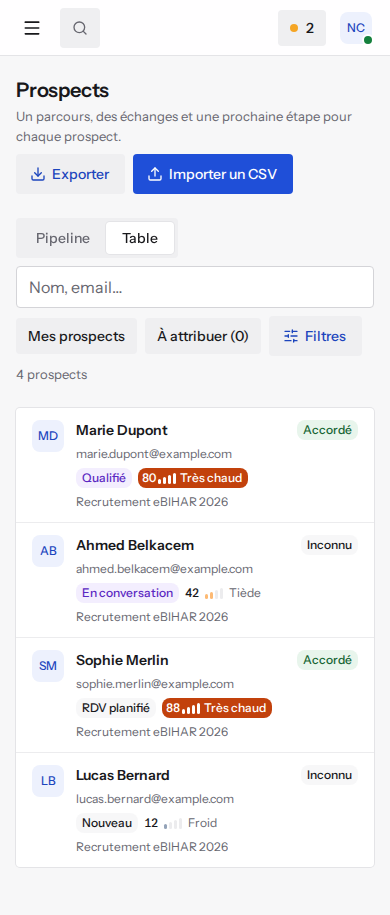 2
NC
Prospects
Un parcours, des échanges et une prochaine étape pour
chaque prospect.
Exporter
Importer un CSV
Pipeline
Table
Nom, email...
Mes prospects
À attribuer (0)
Filtres
4 prospects
MD
Marie Dupont
Accordé
marie.dupont@example.com
Qualifié
80
Très chaud
Recrutement eBIHAR 2026
AB
Ahmed Belkacem
Inconnu
ahmed.belkacem@example.com
En conversation
42
Tiède
Recrutement eBIHAR 2026
SM
Sophie Merlin
Accordé
sophie.merlin@example.com
RDV planifié
88
Très chaud
Recrutement eBIHAR 2026
LB
Lucas Bernard
Inconnu
lucas.bernard@example.com
Nouveau
12
Froid
Recrutement eBIHAR 2026